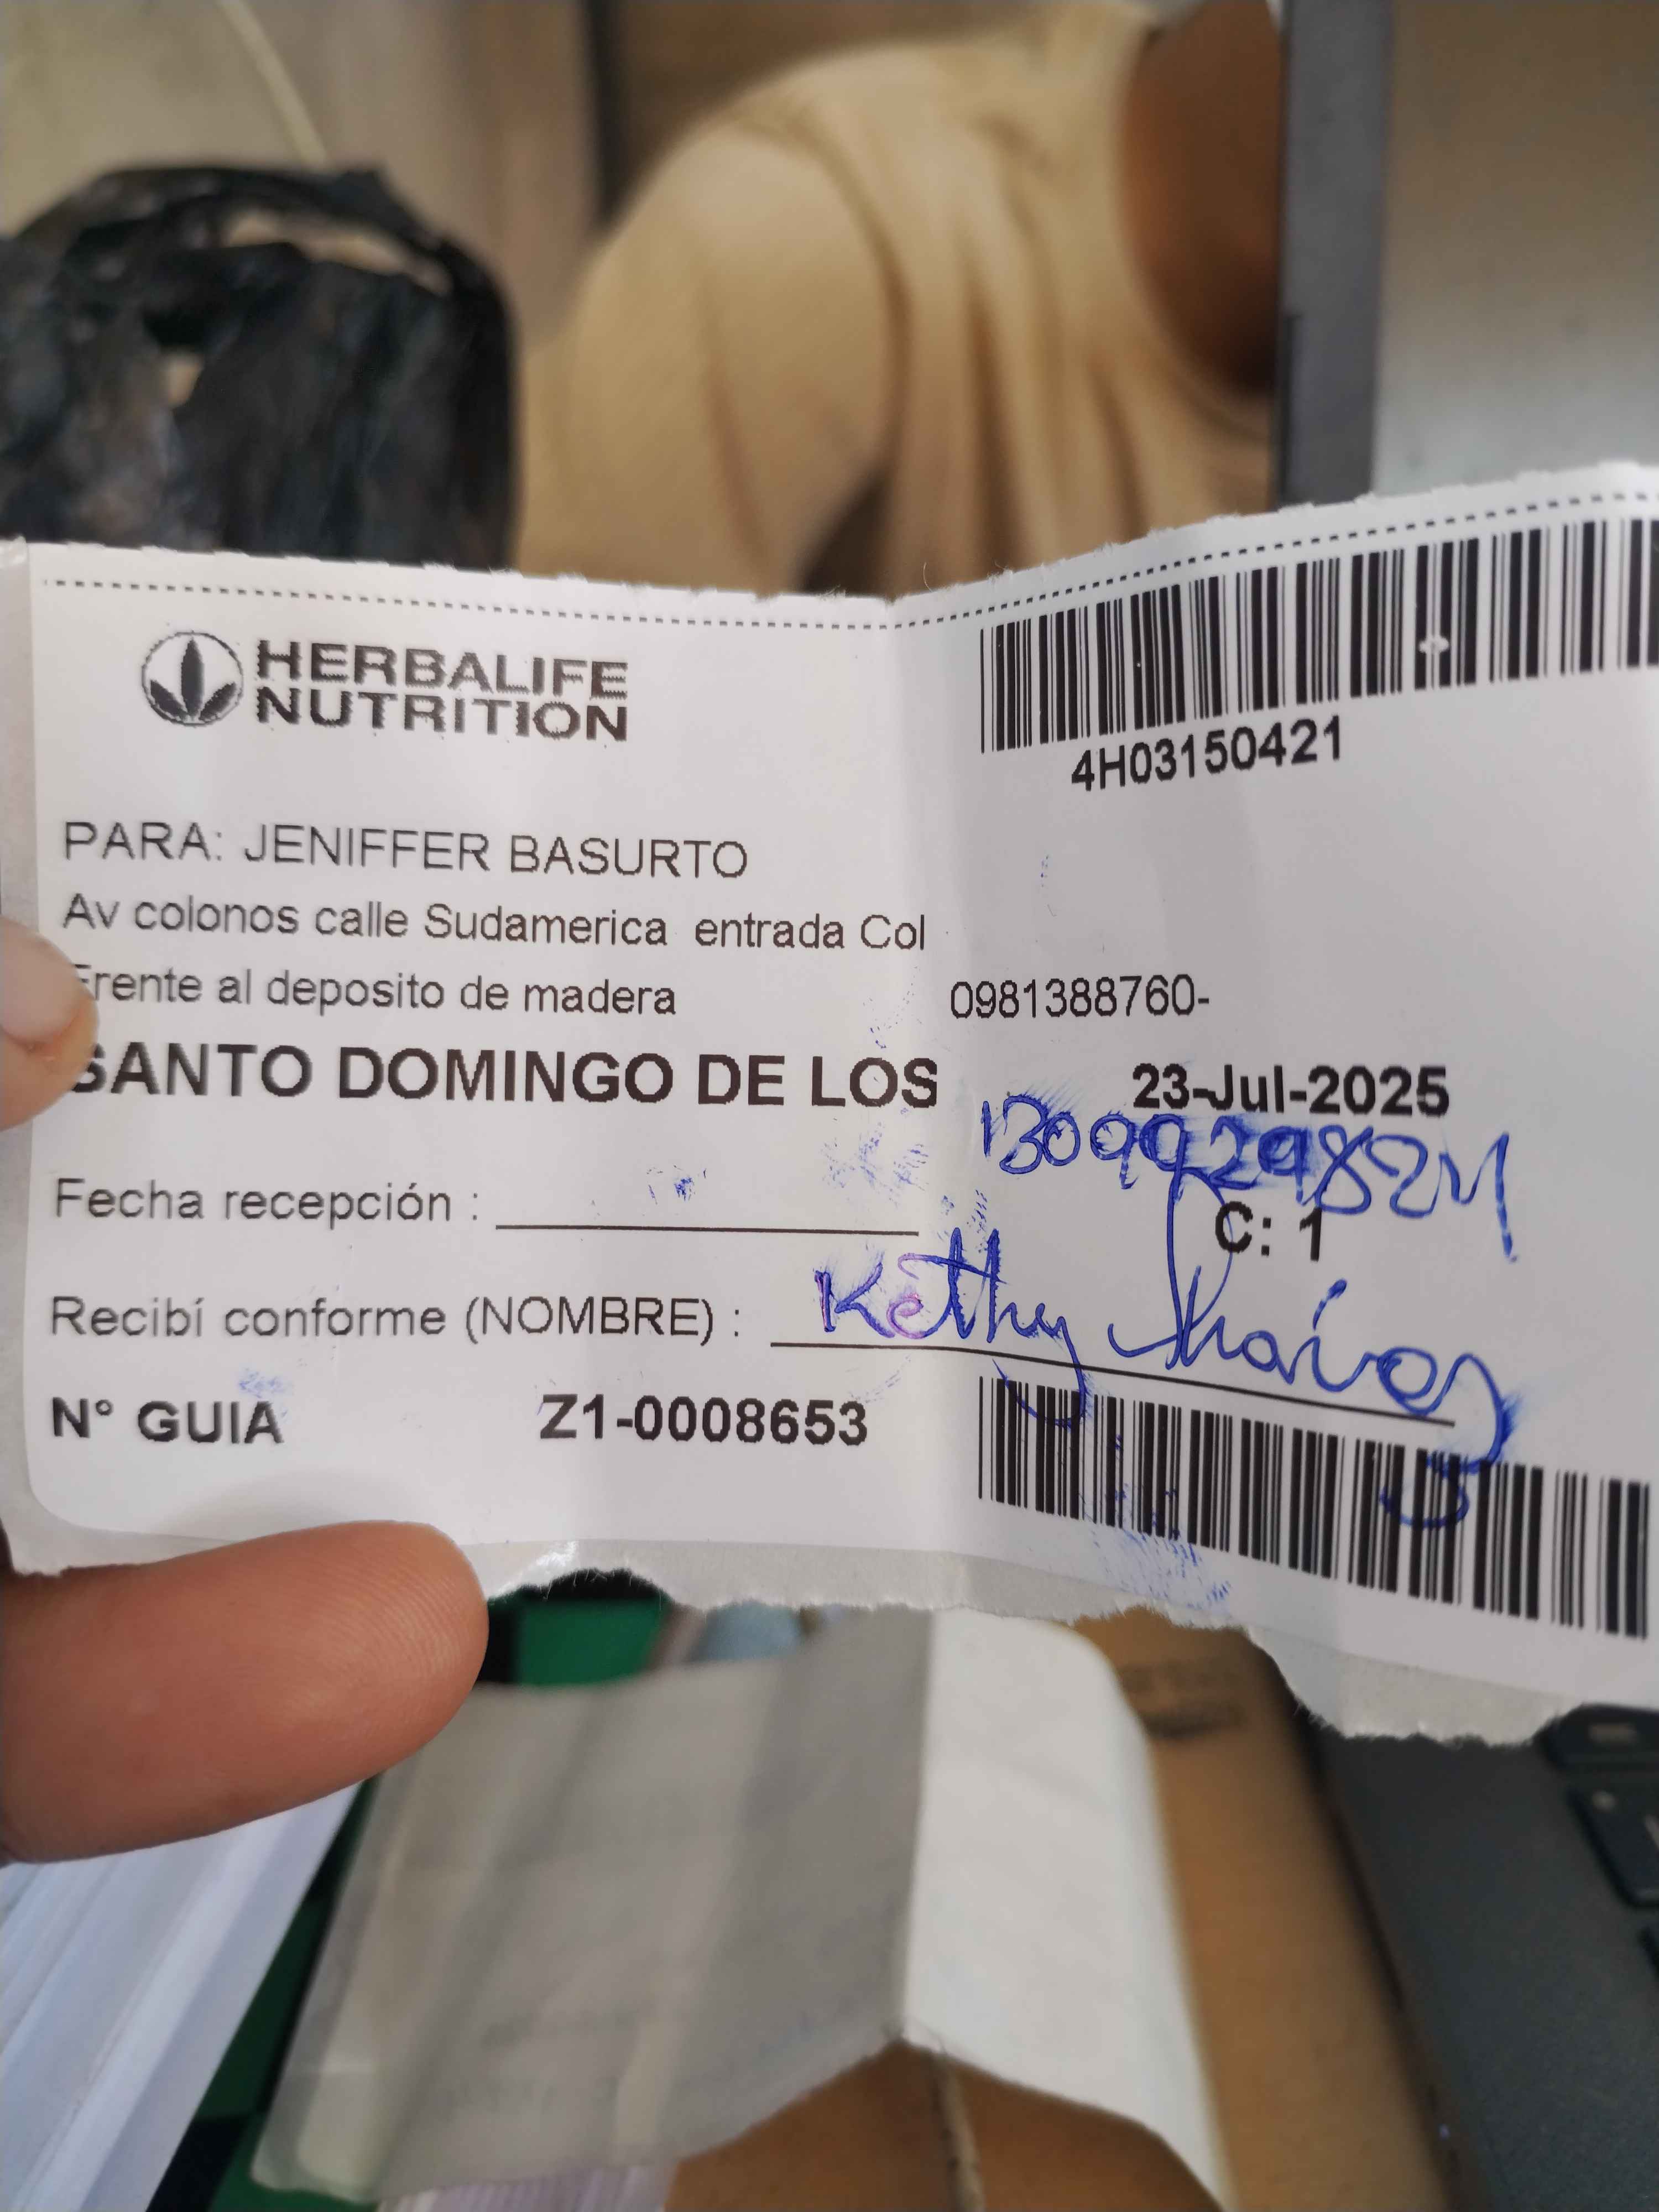 HERBALIFE
NUTRITION
4H03150421
PARA: JENIFFER BASURTO
Av colonos calle Sudamerica entrada Col
Frente al deposito de madera 0981388760-
SANTO DOMINGO DE LOS 23-Jul-2025
Fecha recepción :
C: 1
Recibí conforme (NOMBRE) : Kethy
N° GUIA Z1-0008653